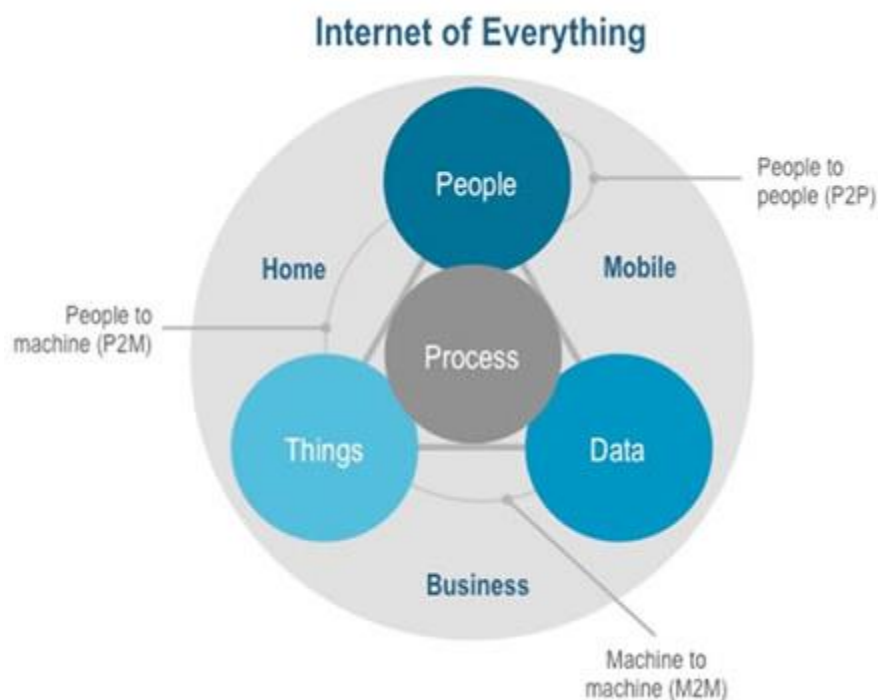 Internet of Everything
People
People to
people (P2P)
Home
Mobile
People to
machine (P2M)
Process
Things
Data
Business
Machine to
machine (M2M)